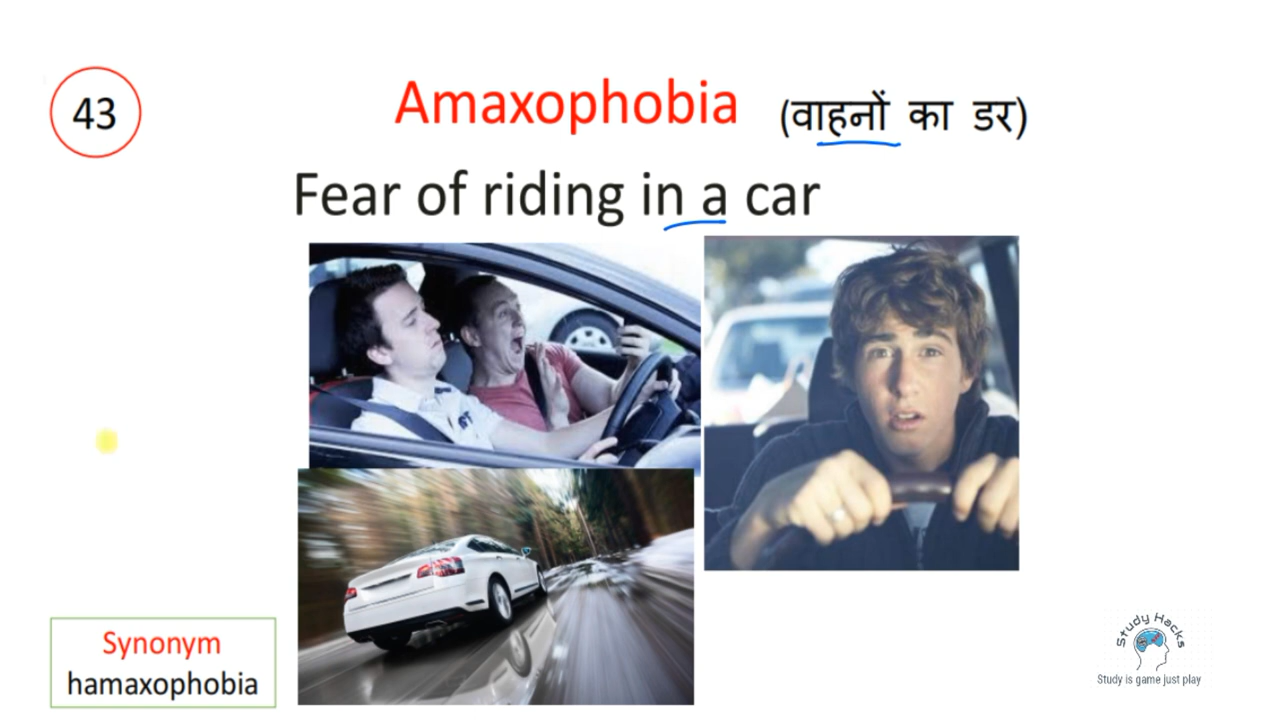 43
Amaxophobia (वाहनों का डर)
Fear of riding in a car
Synonym
hamaxophobia
Study Hacks
Study is game just play